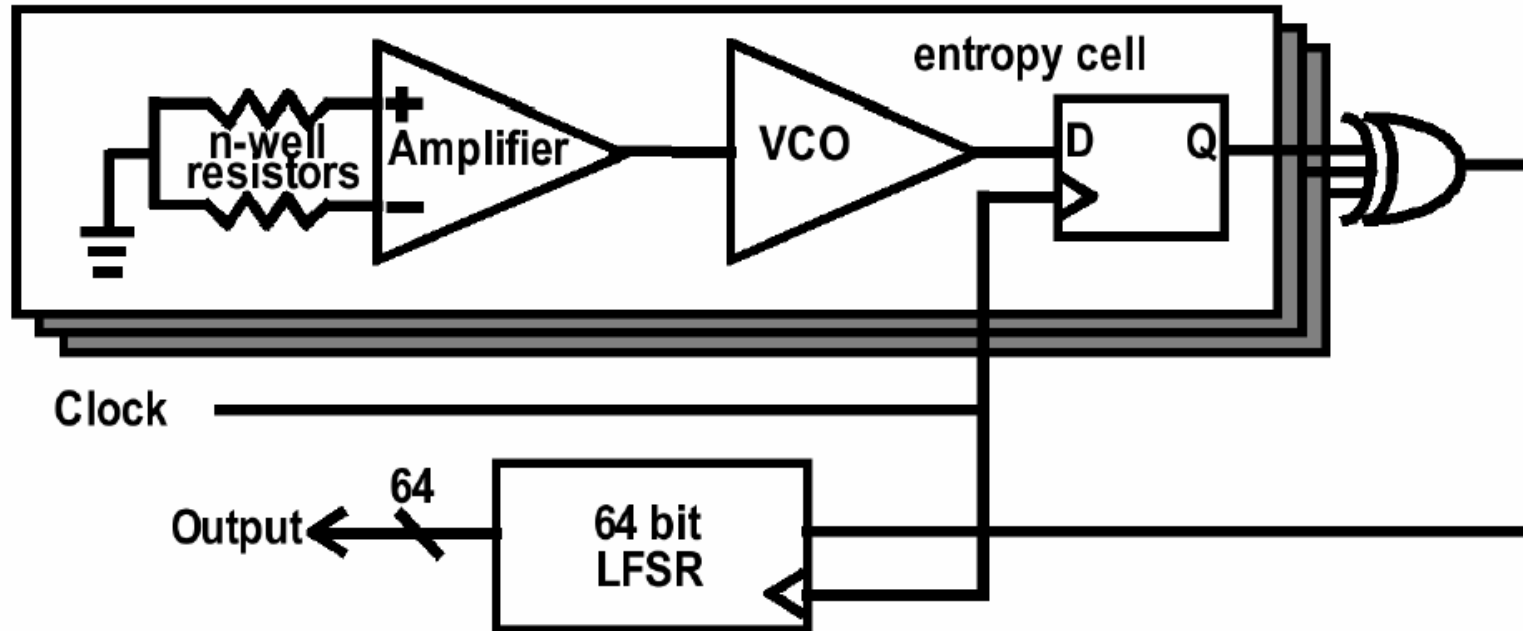 entropy cell
+
n-well
resistors
Amplifier
VCO
D
Q
Clock
64
Output
64 bit
LFSR